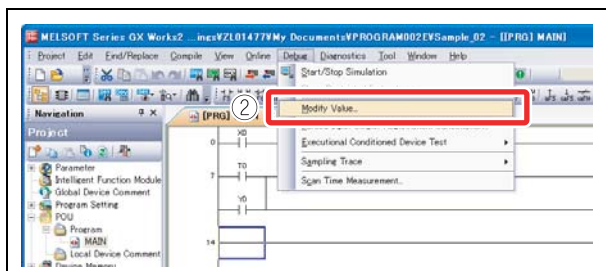 MELSOFT Series GX Works2 ...ings¥ZL01477¥My Documents¥PROGRAM002E¥Sample_02 - [[PRG] MAIN]
Project Edit Find/Replace Compile View Online Debug Diagnostics Tool Window Help
Start/Stop Simulation
Navigation
[PRG]
②
Modify Value...
Project
0
X0
Executional Conditioned Device Test
Parameter
Intelligent Function Module
Global Device Comment
7
T0
Sampling Trace
Scan Time Measurement...
Program Setting
POU
Y0
Program
MAIN
14
Local Device Comment
Device Memory